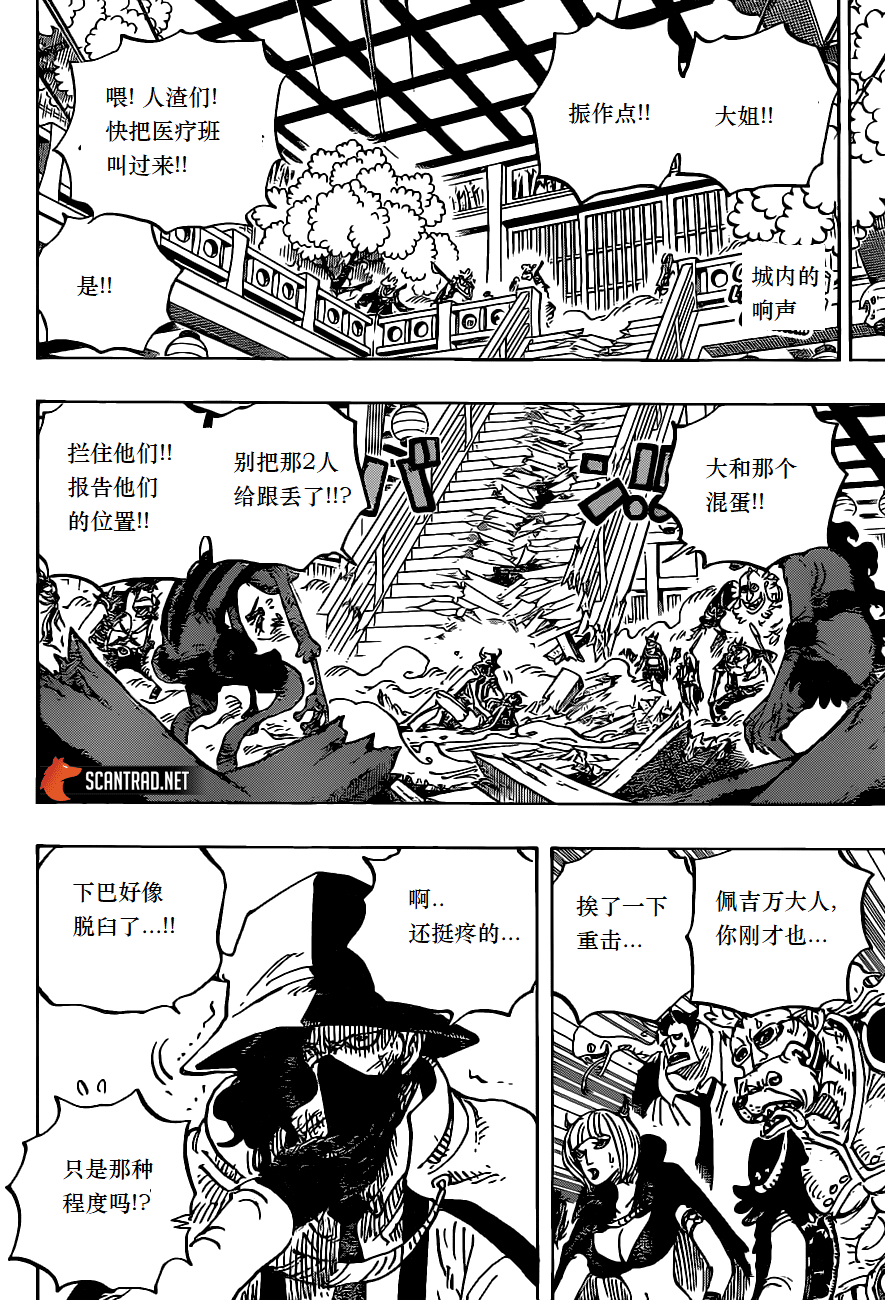 大姐!!
振作点!!
喂! 人渣们!
快把医疗班
叫过来!!
是!!
城内的
响声
大和那个
混蛋!!
别把那2人
给跟丢了!!?
拦住他们!!
报告他们
的位置!!
SCANTRAD.NET
佩吉万大人,
你刚才也...
挨了一下
重击...
啊..
还挺疼的...
下巴好像
脱臼了...!!
只是那种
程度吗!?